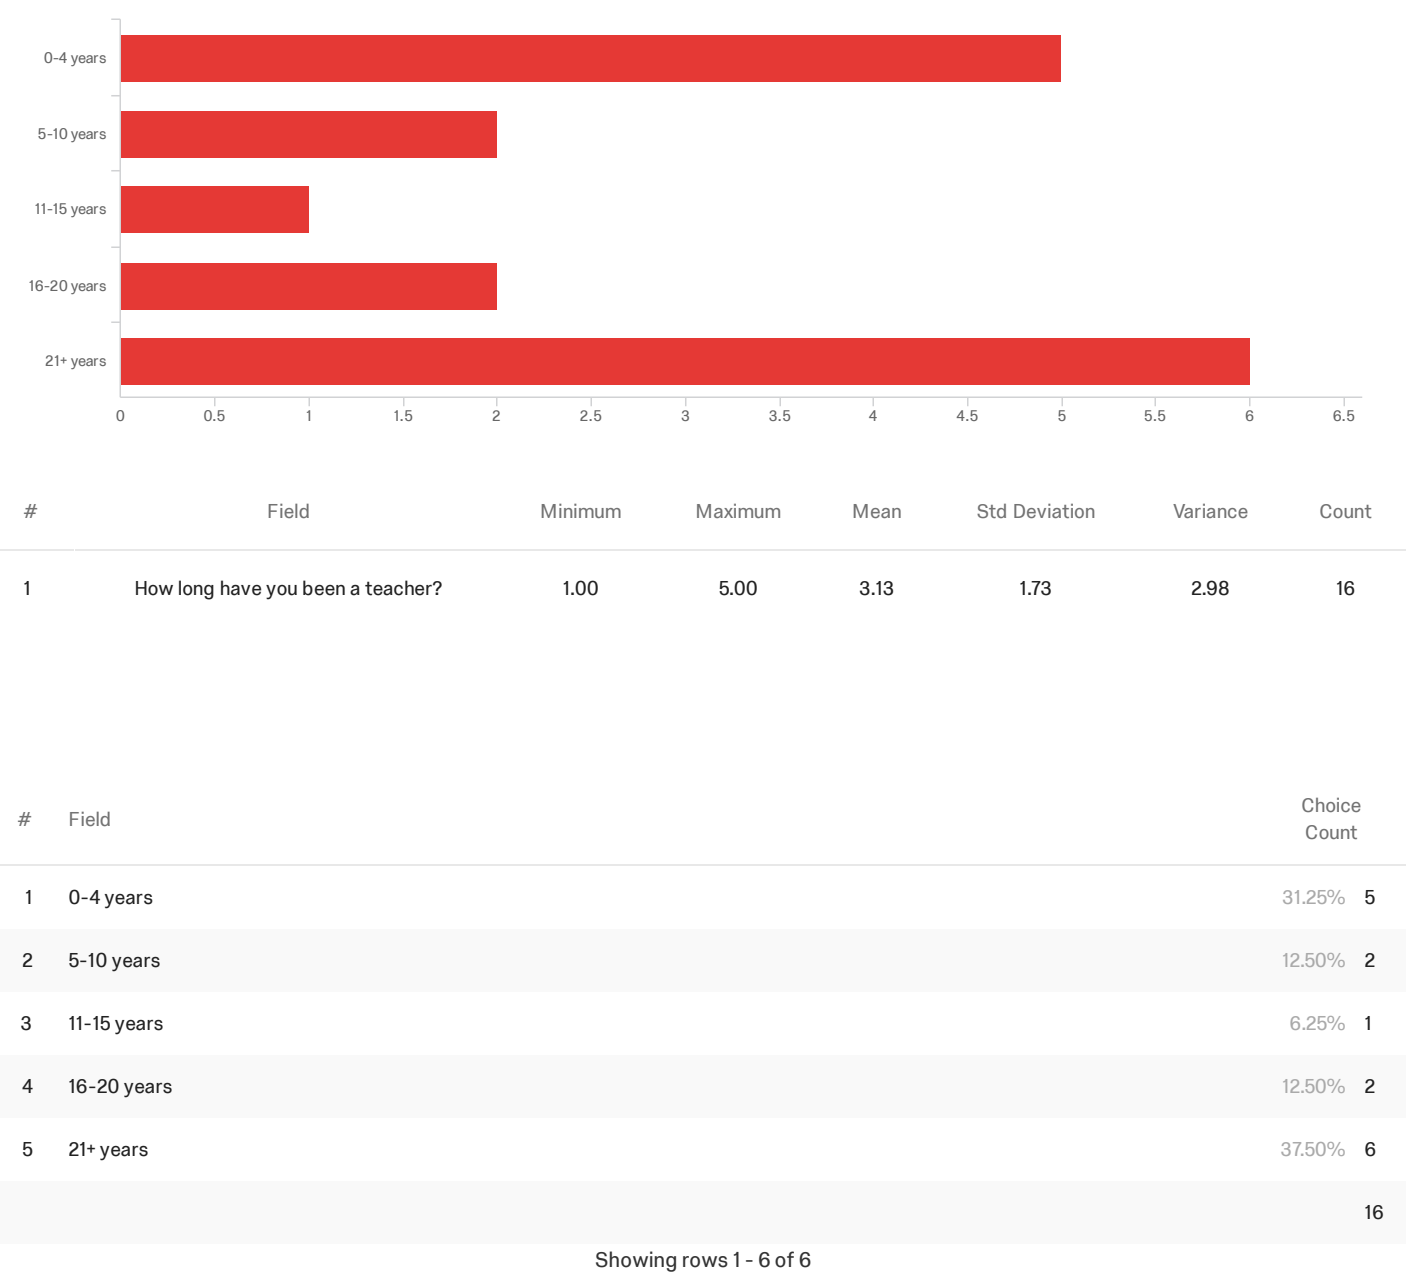 0-4 years
5-10 years
11-15 years
16-20 years
21+ years
0 0.5 1 1.5 2 2.5 3 3.5 4 4.5 5 5.5 6 6.5
# Field Minimum Maximum Mean Std Deviation Variance Count
1 How long have you been a teacher? 1.00 5.00 3.13 1.73 2.98 16
# Field Choice
Count
1 0-4 years 31.25% 5
2 5-10 years 12.50% 2
3 11-15 years 6.25% 1
4 16-20 years 12.50% 2
5 21+ years 37.50% 6
16
Showing rows 1 - 6 of 6